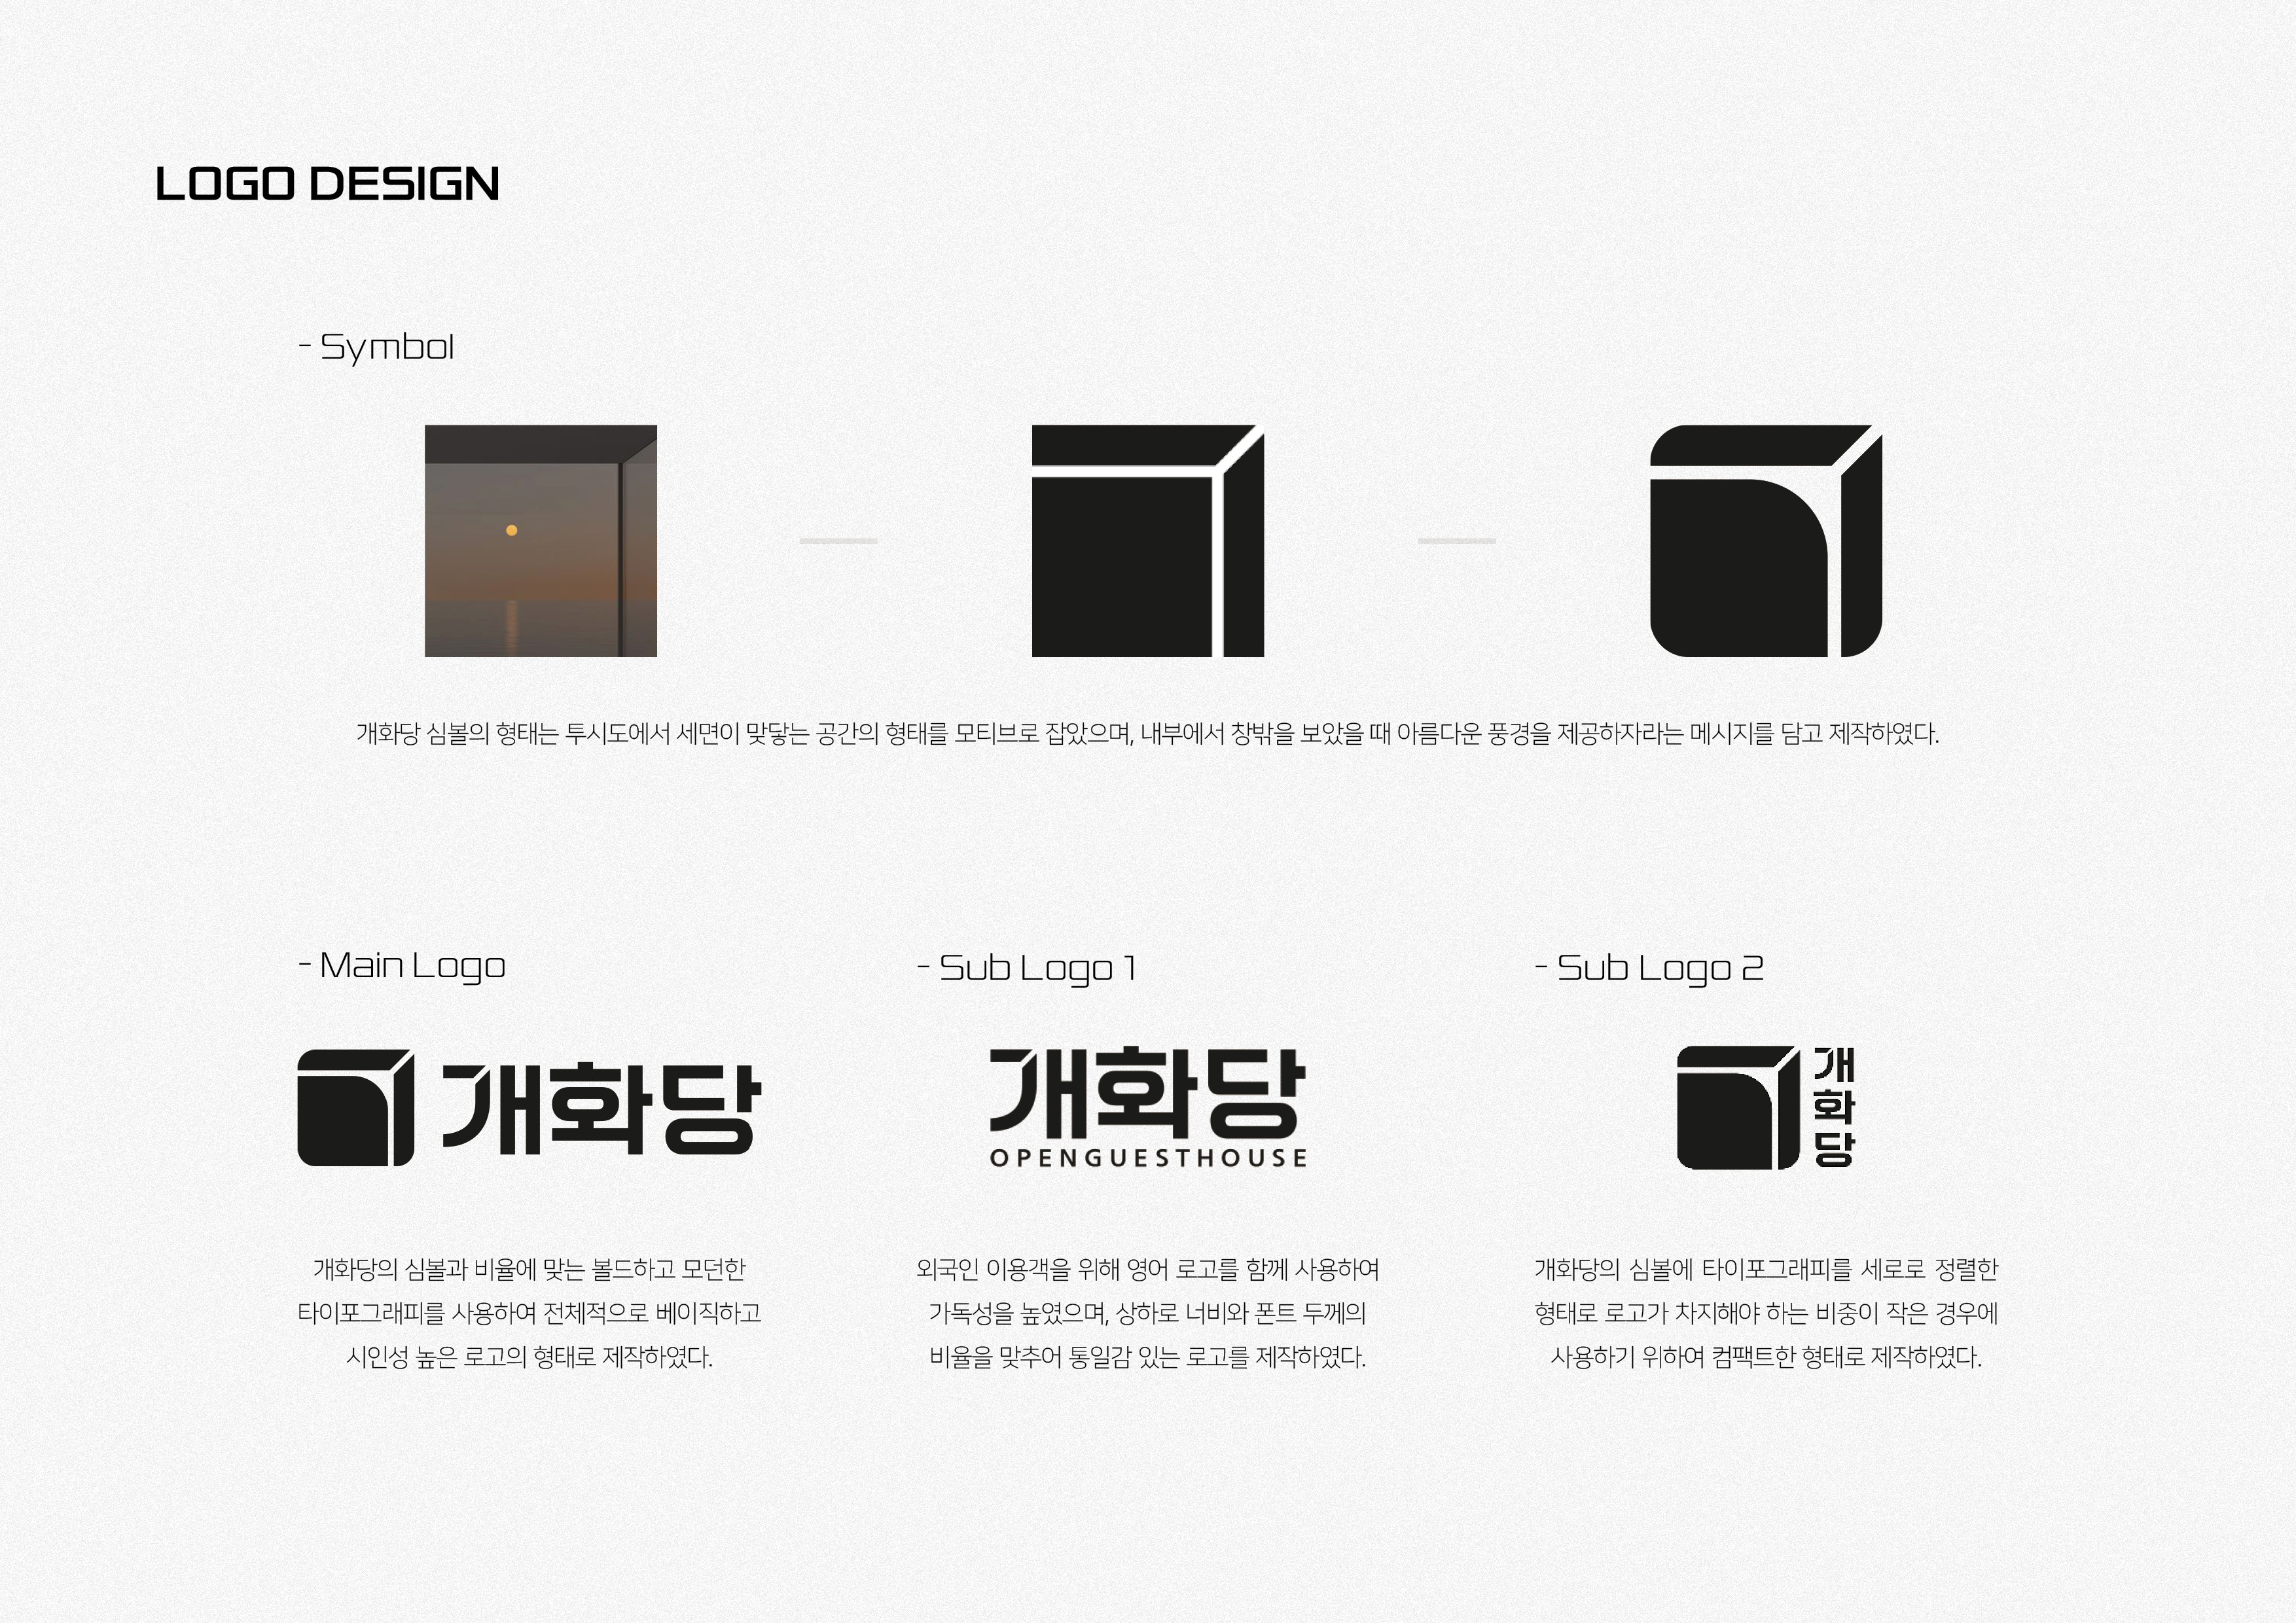 LOGO DESIGN
- Symbol
개화당 심볼의 형태는 투시도에서 세면이 맞닿는 공간의 형태를 모티브로 잡았으며, 내부에서 창밖을 보았을 때 아름다운 풍경을 제공하자라는 메시지를 담고 제작하였다.
- Main Logo
개화당
개화당의 심볼과 비율에 맞는 볼드하고 모던한
타이포그래피를 사용하여 전체적으로 베이직하고
시인성 높은 로고의 형태로 제작하였다.
- Sub Logo 1
개화당
OPENGUESTHOUSE
외국인 이용객을 위해 영어 로고를 함께 사용하여
가독성을 높였으며, 상하로 너비와 폰트 두께의
비율을 맞추어 통일감 있는 로고를 제작하였다.
- Sub Logo 2
개
화
당
개화당의 심볼에 타이포그래피를 세로로 정렬한
형태로 로고가 차지해야 하는 비중이 작은 경우에
사용하기 위하여 컴팩트한 형태로 제작하였다.